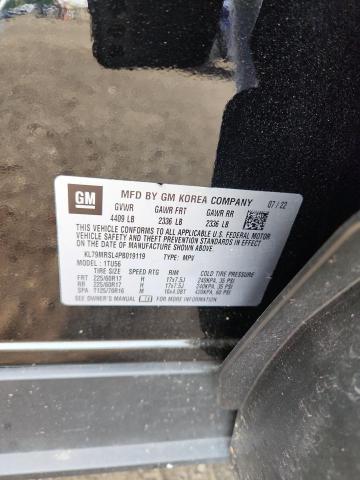 GM
MFD BY GM KOREA COMPANY 07/22
GVWR GAWR FRT GAWR RR
4409 LB 2336 LB 2336 LB
THIS VEHICLE CONFORMS TO ALL APPLICABLE U.S. FEDERAL MOTOR
VEHICLE SAFETY, BUMPER, AND THEFT PREVENTION STANDARDS IN
EFFECT ON THE DATE OF MANUFACTURE SHOWN ABOVE.
KL79MRSL4PB019119 TYPE: MPV
MODEL: 1TU56
TIRE SIZE SPEED RTG RIM COLD TIRE PRESSURE
FRT 225/60R17 H 17x7.5J 240KPA, 35 PSI
RR 225/60R17 H 17x7.5J 240KPA, 35 PSI
SPA T125/70R16 M 16x4.0BT 420KPA, 60 PSI
SEE OWNER'S MANUAL FOR MORE INFORMATION